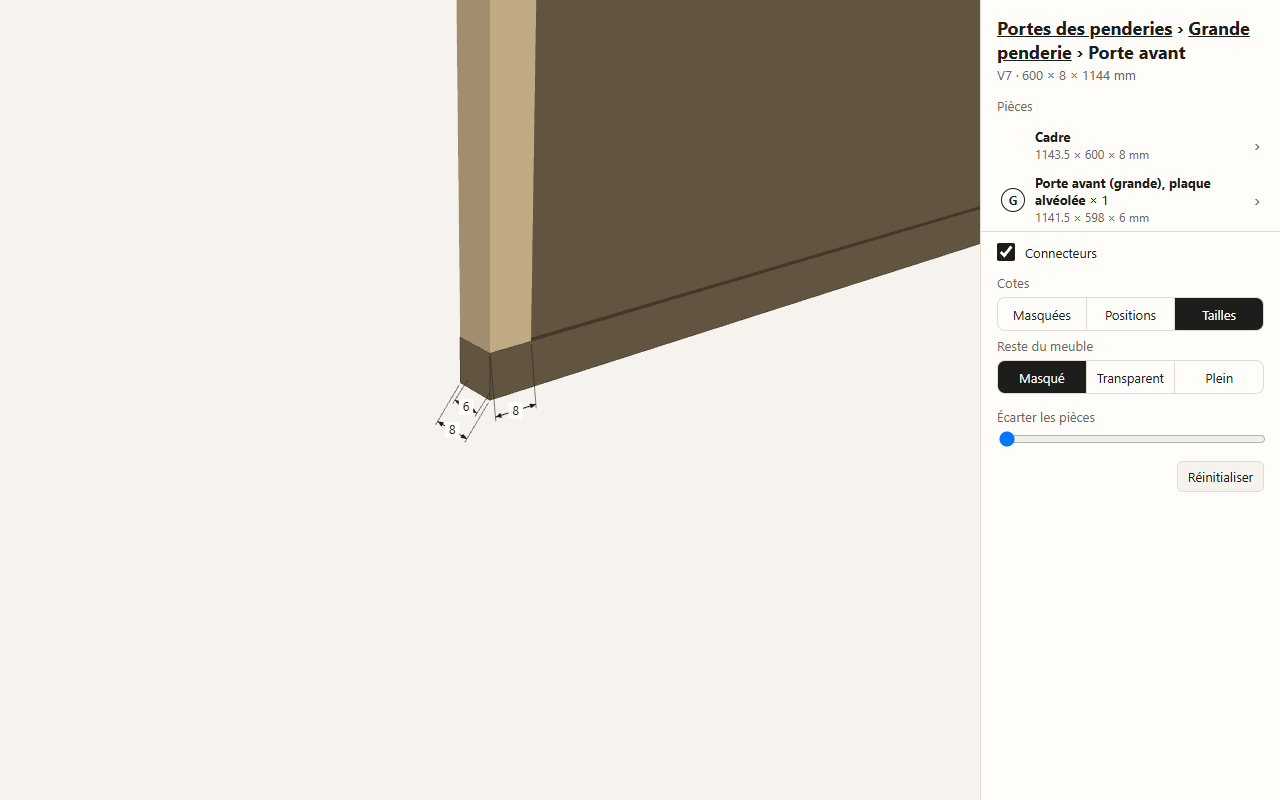 Portes des penderies › Grande
penderie › Porte avant
V7 · 600 × 8 × 1144 mm
Pièces
Cadre
1143.5 × 600 × 8 mm
›
G
Porte avant (grande), plaque
alvéolée × 1
1141.5 × 598 × 6 mm
›
Connecteurs
Cotes
Masquées
Positions
Tailles
Reste du meuble
Masqué
Transparent
Plein
Écarter les pièces
Réinitialiser
6
8
8